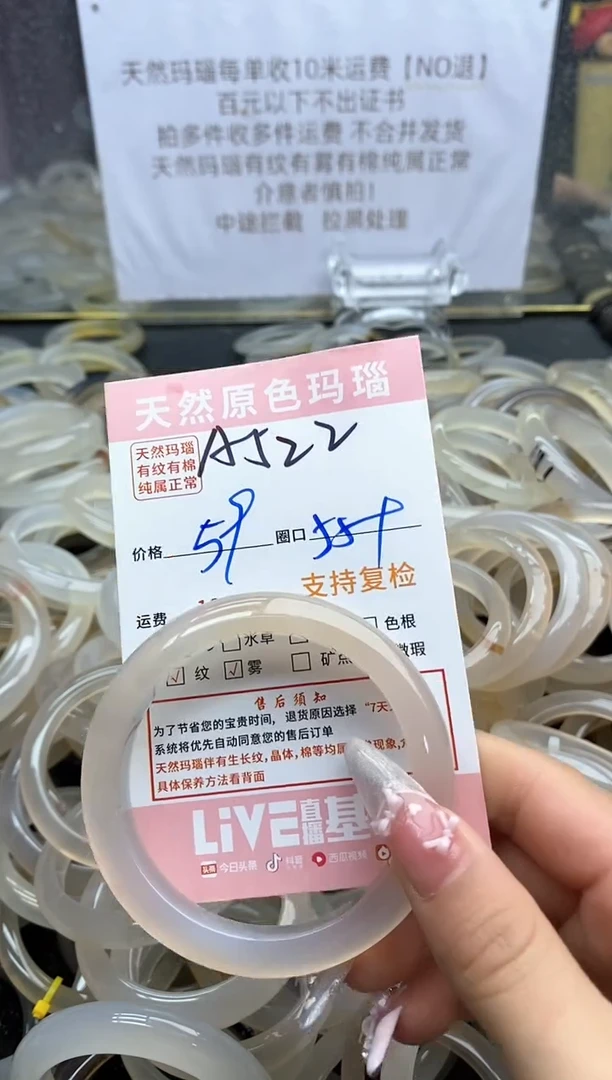 天然玛瑙每单收10米运费【NO退】
百元以下不出证书
拍多件收多件运费 不合并发货
天然玛瑙有纹有雾有棉纯属正常
介意者慎拍!
中途拦截 拉黑处理
天然原色玛瑙
天然玛瑙
有纹有棉
纯属正常
A522
价格 59 圈口
支持复检
运费
水草 色根
纹 雾 矿点 微瑕
售后须知
为了节省您的宝贵时间,退货原因选择"7天
系统将优先自动同意您的售后订单
天然玛瑙伴有生长纹,晶体,棉等均属 现象,
具体保养方法看背面
LiVE直播基
头条 今日头条 抖音 西瓜视频